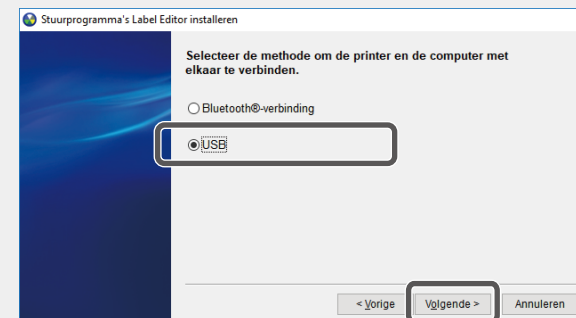 Stuurprogramma's Label Editor installeren
Selecteer de methode om de printer en de computer met
elkaar te verbinden.
Bluetooth®-verbinding
USB
< Vorige Volgende > Annuleren